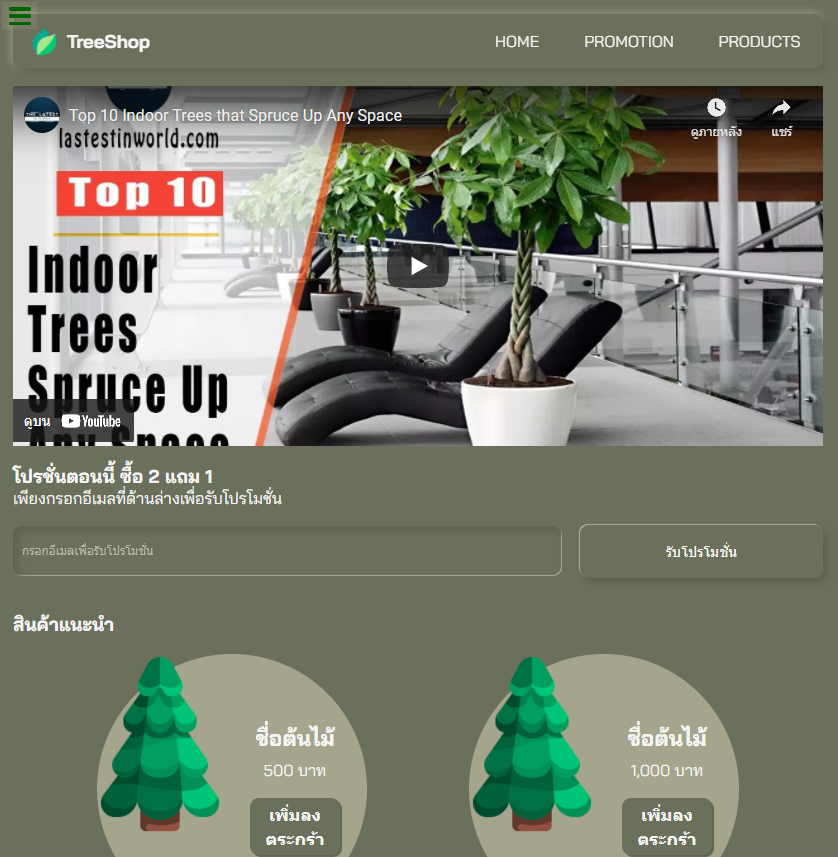 TreeShop
HOME PROMOTION PRODUCTS
Top 10 Indoor Trees that Spruce Up Any Space
ดูภายหลัง
แชร์
lastestinworld.com
Top 10
Indoor
Trees
Spruce Up
Any Space
ดูบน YouTube
โปรชั่นตอนนี้ ซื้อ 2 แถม 1
เพียงกรอกอีเมลที่ด้านล่างเพื่อรับโปรโมชั่น
กรอกอีเมลเพื่อรับโปรโมชั่น
รับโปรโมชั่น
สินค้าแนะนำ
ชื่อต้นไม้
500 บาท
เพิ่มลง
ตระกร้า
ชื่อต้นไม้
1,000 บาท
เพิ่มลง
ตระกร้า